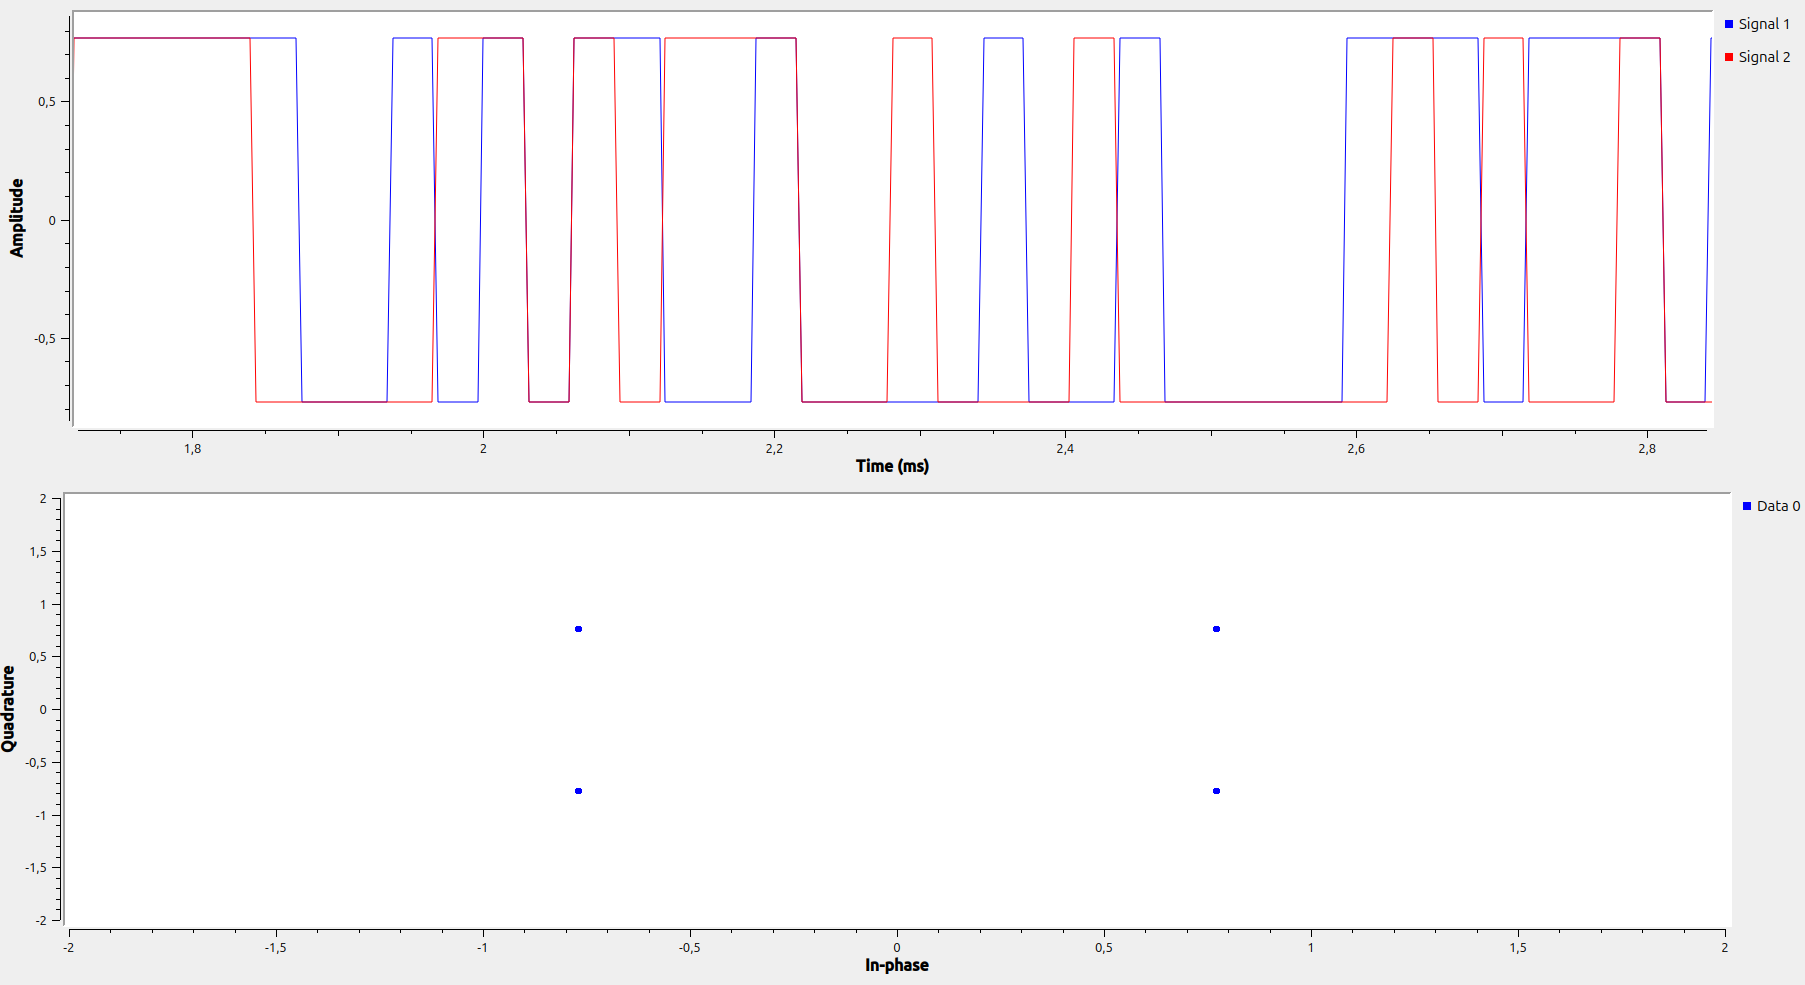 Signal 1
Signal 2
0,5
0
-0,5
Amplitude
1,8 2 2,2 2,4 2,6 2,8
Time (ms)
Data 0
2
1,5
1
0,5
0
-0,5
-1
-1,5
-2
Quadrature
-2 -1,5 -1 -0,5 0 0,5 1 1,5 2
In-phase